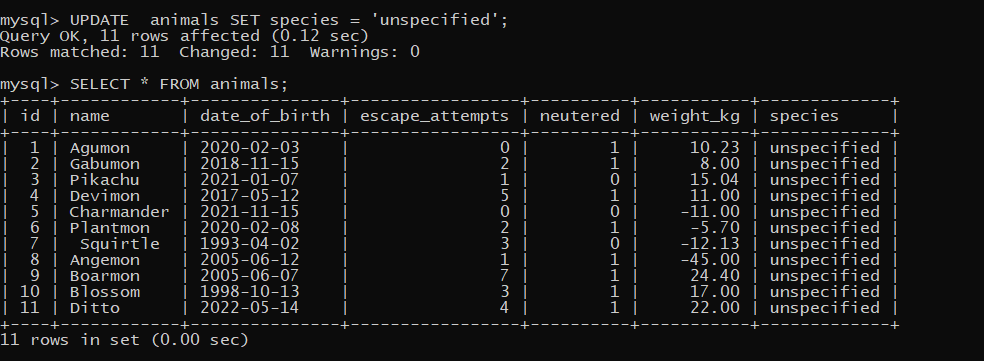 mysql> UPDATE  animals SET species = 'unspecified';
Query OK, 11 rows affected (0.12 sec)
Rows matched: 11  Changed: 11  Warnings: 0

mysql> SELECT * FROM animals;
+----+------------+---------------+-----------------+----------+-----------+-------------+
| id | name       | date_of_birth | escape_attempts | neutered | weight_kg | species     |
+----+------------+---------------+-----------------+----------+-----------+-------------+
|  1 | Agumon     | 2020-02-03    |               0 |        1 |     10.23 | unspecified |
|  2 | Gabumon    | 2018-11-15    |               2 |        1 |      8.00 | unspecified |
|  3 | Pikachu    | 2021-01-07    |               1 |        0 |     15.04 | unspecified |
|  4 | Devimon    | 2017-05-12    |               5 |        1 |     11.00 | unspecified |
|  5 | Charmander | 2021-11-15    |               0 |        0 |    -11.00 | unspecified |
|  6 | Plantmon   | 2020-02-08    |               2 |        1 |     -5.70 | unspecified |
|  7 |  Squirtle  | 1993-04-02    |               3 |        0 |    -12.13 | unspecified |
|  8 | Angemon    | 2005-06-12    |               1 |        1 |    -45.00 | unspecified |
|  9 | Boarmon    | 2005-06-07    |               7 |        1 |     24.40 | unspecified |
| 10 | Blossom    | 1998-10-13    |               3 |        1 |     17.00 | unspecified |
| 11 | Ditto      | 2022-05-14    |               4 |        1 |     22.00 | unspecified |
+----+------------+---------------+-----------------+----------+-----------+-------------+
11 rows in set (0.00 sec)